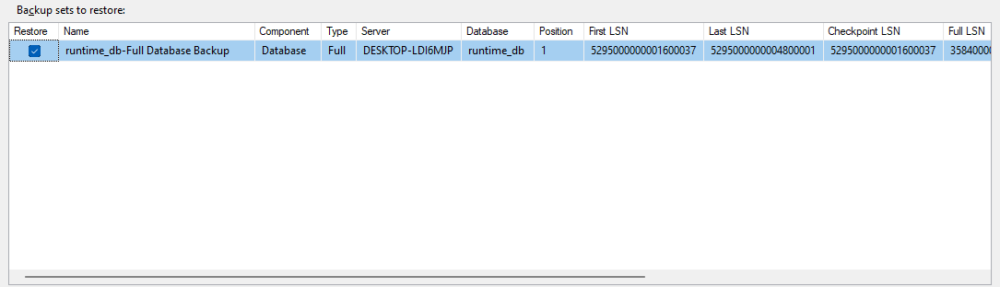 Backup sets to restore:
Restore Name Component Type Server Database Position First LSN Last LSN Checkpoint LSN Full LSN
runtime_db-Full Database Backup Database Full DESKTOP-LDI6MJP runtime_db 1 5295000000001600037 5295000000004800001 5295000000001600037 35840000